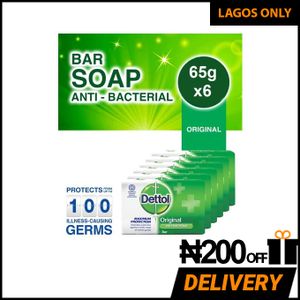 LAGOS ONLY
BAR
SOAP
ANTI - BACTERIAL
65g
x6
ORIGINAL
PROTECTS
100
ILLNESS-CAUSING
GERMS
Dettol
Original
₦200 OFF
DELIVERY